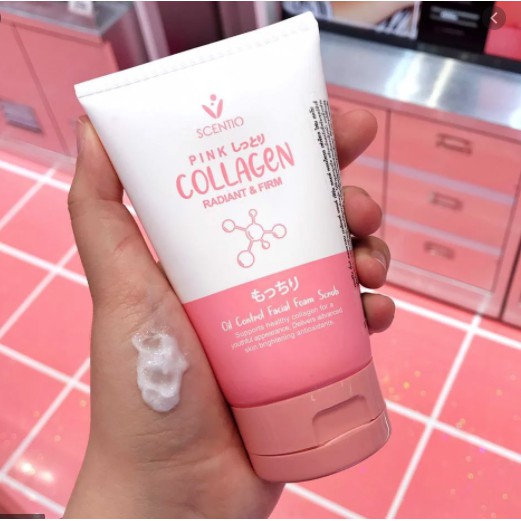 SCENTIO
PINK しっとり
COLLAGEN
RADIANT & FIRM
もっちり
Oil Control Facial Foam Scrub
Supports healthy collagen for a
youthful appearance. Delivers advanced
skin brightening antioxidants.